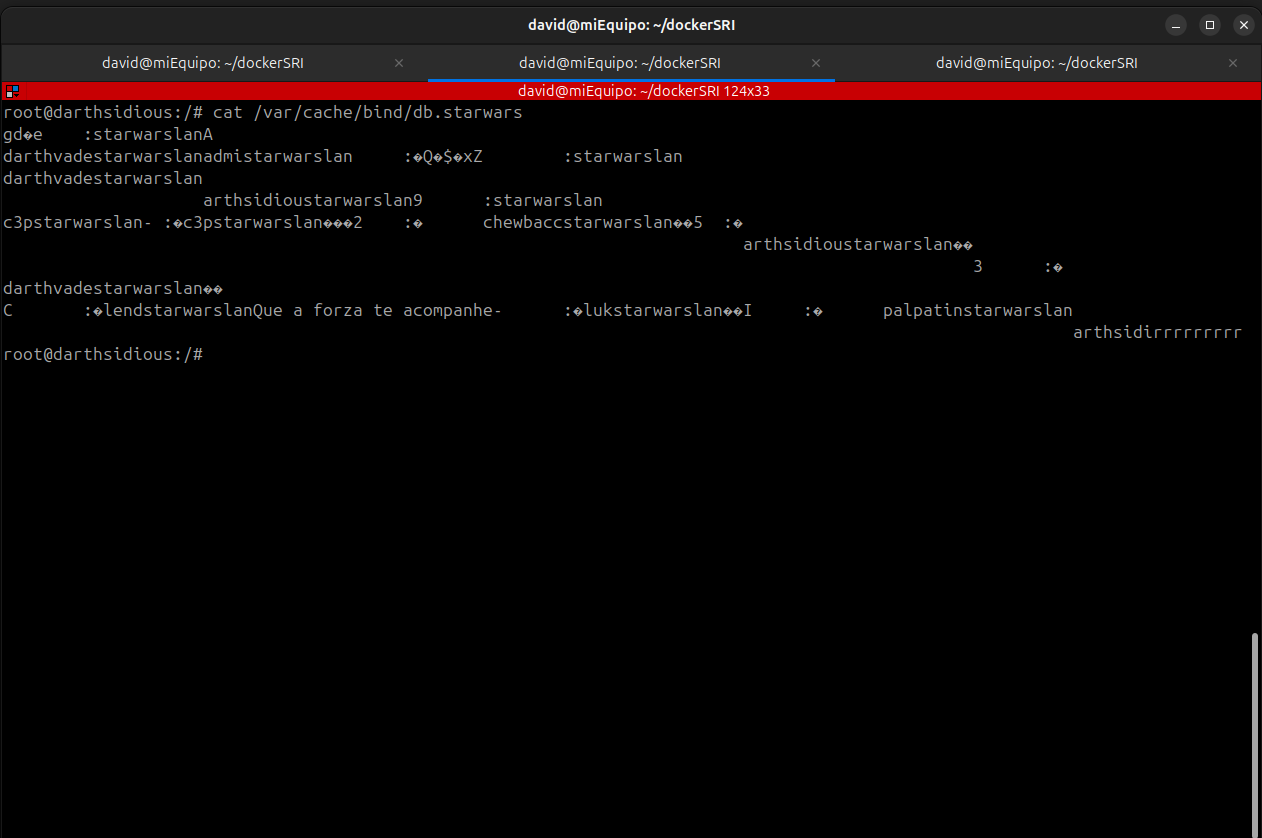 david@miEquipo: ~/dockerSRI
david@miEquipo: ~/dockerSRI × david@miEquipo: ~/dockerSRI × david@miEquipo: ~/dockerSRI ×
david@miEquipo: ~/dockerSRI 124x33
root@darthsidious:/# cat /var/cache/bind/db.starwars
gd�e    :starwarslanA
darthvadestarwarslanadmistarwarslan     :�Q�$�xZ        :starwarslan
darthvadestarwarslan
                    arthsidioustarwarslan9      :starwarslan
c3pstarwarslan- :�c3pstarwarslan���2    :�      chewbaccstarwarslan��5  :�
                                                                          arthsidioustarwarslan��
                                                                                                 3      :�
darthvadestarwarslan��
C       :�lendstarwarslanQue a forza te acompanhe-      :�lukstarwarslan��I     :�      palpatinstarwarslan
                                                                                                           arthsidirrrrrrrrr
root@darthsidious:/#